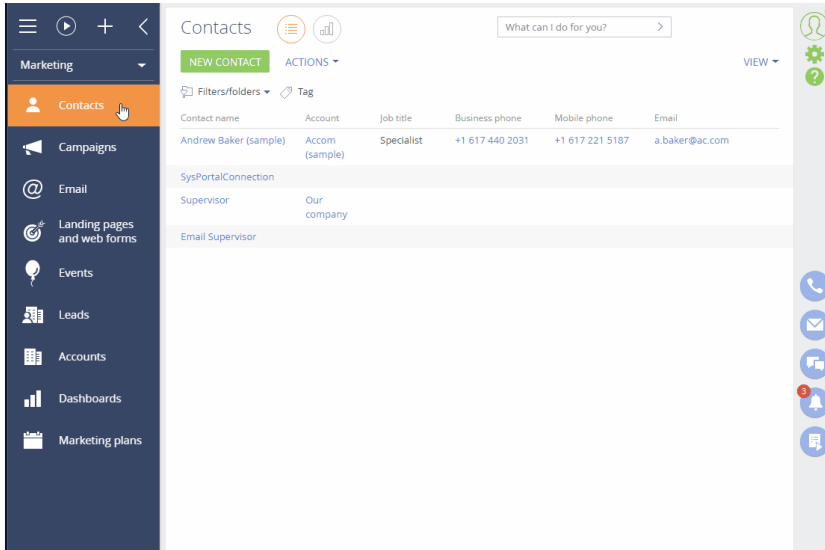 Contacts
What can I do for you?
Marketing
NEW CONTACT ACTIONS VIEW
Filters/folders Tag
Contact name Account Job title Business phone Mobile phone Email
Andrew Baker (sample) Accom (sample) Specialist +1 617 440 2031 +1 617 221 5187 a.baker@ac.com
SysPortalConnection
Supervisor Our company
Email Supervisor
Contacts
Campaigns
@ Email
Landing pages
and web forms
Events
Leads
Accounts
Dashboards
Marketing plans
?
3